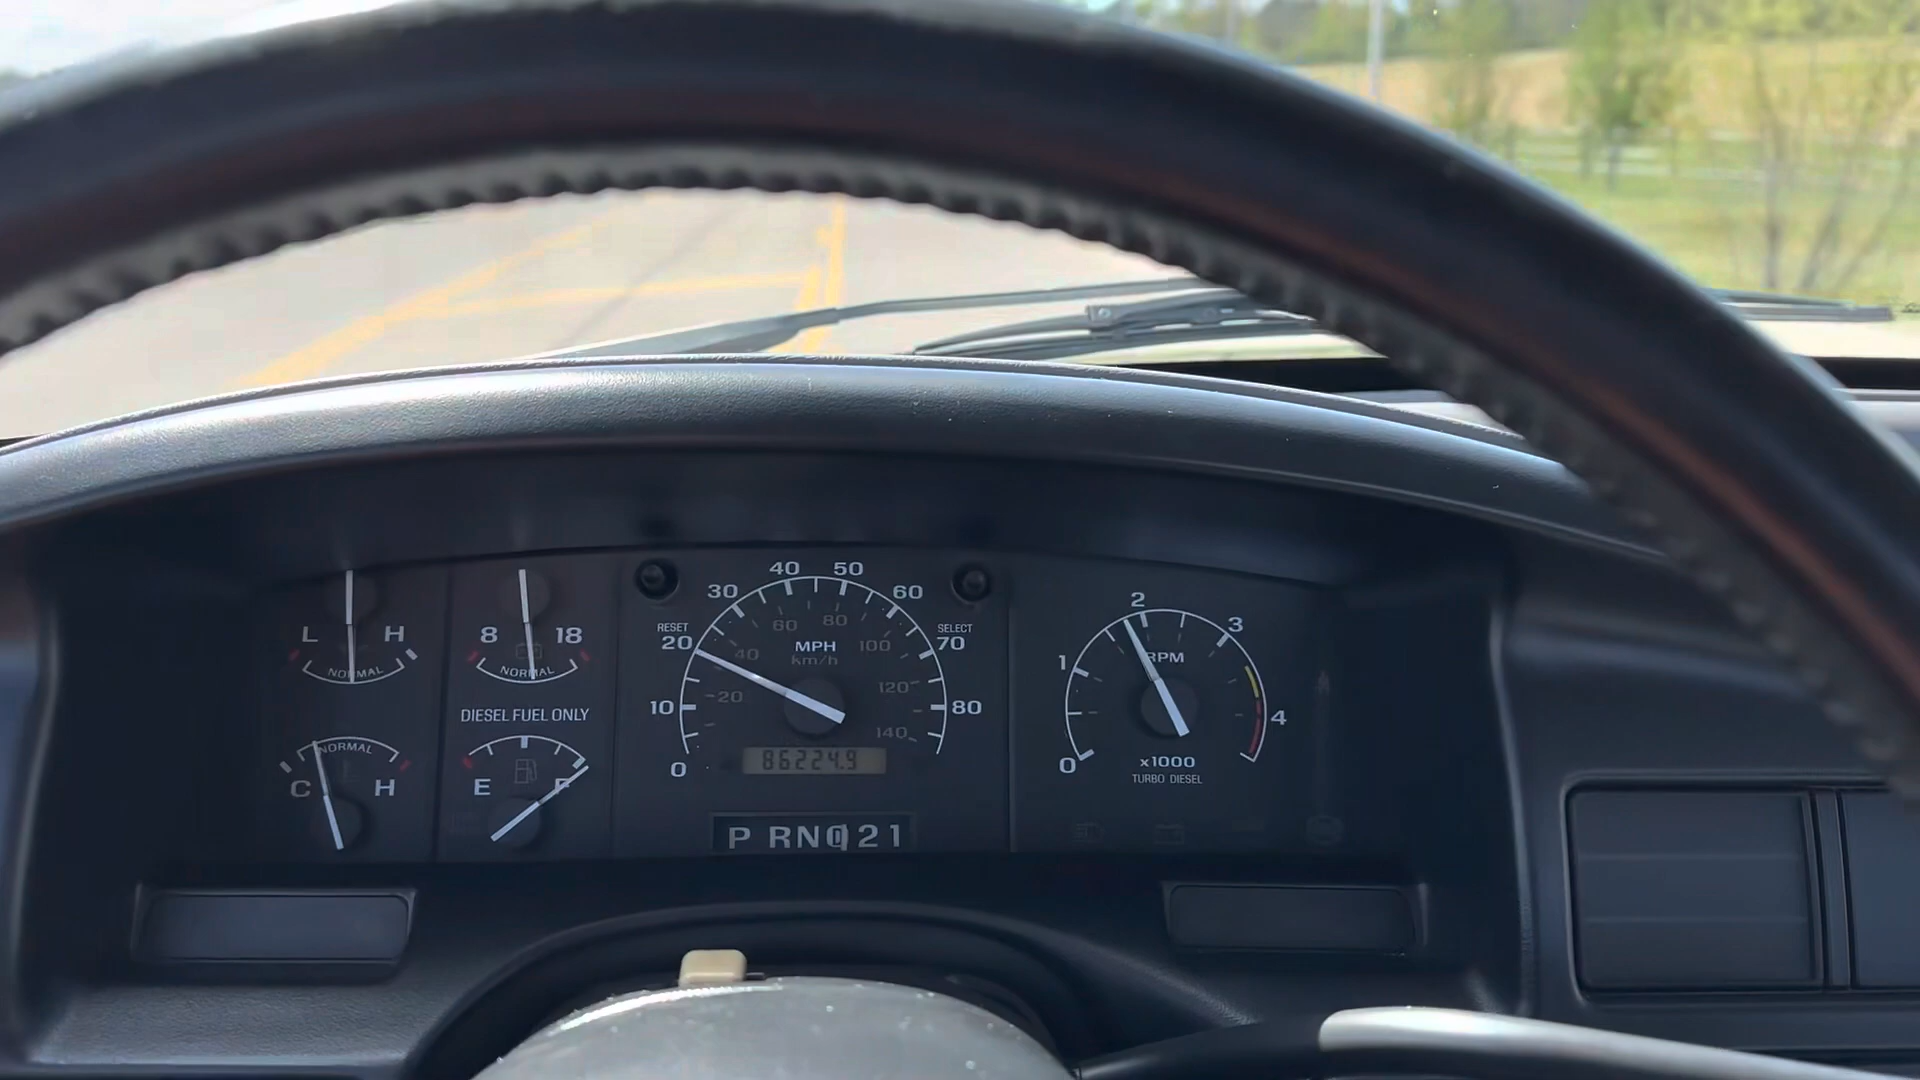 L H
NORMAL
8 18
NORMAL
DIESEL FUEL ONLY
C H
NORMAL
E F
RESET
SELECT
0 10 20 30 40 50 60 70 80
MPH
km/h
20 40 60 80 100 120 140
86224.9
P RND21
0 1 2 3 4
RPM
x1000
TURBO DIESEL